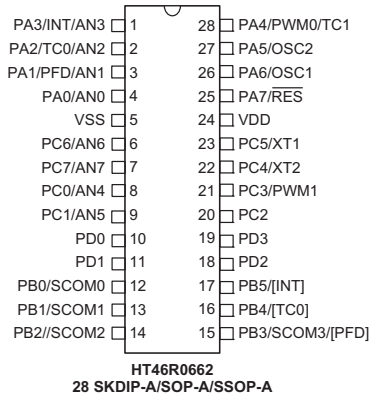 PA3/INT/AN3 1 28 PA4/PWM0/TC1
PA2/TC0/AN2 2 27 PA5/OSC2
PA1/PFD/AN1 3 26 PA6/OSC1
PA0/AN0 4 25 PA7/RES
VSS 5 24 VDD
PC6/AN6 6 23 PC5/XT1
PC7/AN7 7 22 PC4/XT2
PC0/AN4 8 21 PC3/PWM1
PC1/AN5 9 20 PC2
PD0 10 19 PD3
PD1 11 18 PD2
PB0/SCOM0 12 17 PB5/[INT]
PB1/SCOM1 13 16 PB4/[TC0]
PB2//SCOM2 14 15 PB3/SCOM3/[PFD]
HT46R0662
28 SKDIP-A/SOP-A/SSOP-A